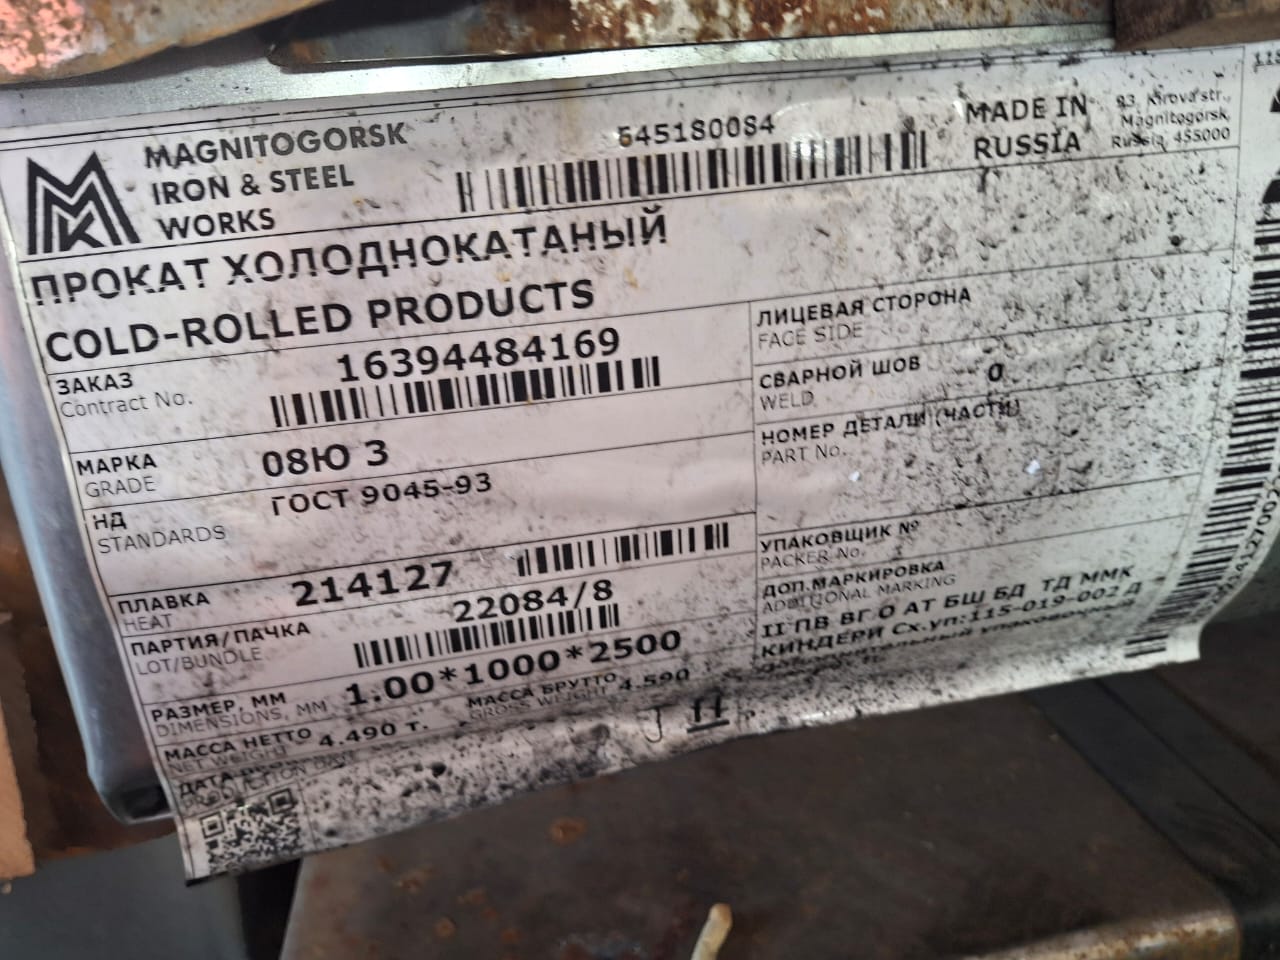 MAGNITOGORSK
IRON & STEEL
WORKS
545180084
MADE IN
RUSSIA
93, Kirova str.,
Magnitogorsk,
Russia 455000
ПРОКАТ ХОЛОДНОКАТАНЫЙ
COLD-ROLLED PRODUCTS
ЗАКАЗ
Contract No.
16394484169
МАРКА
GRADE
08Ю 3
НД
STANDARDS
ГОСТ 9045-93
ПЛАВКА
HEAT
214127
ПАРТИЯ/ПАЧКА
LOT/BUNDLE
22084/8
РАЗМЕР, ММ
DIMENSIONS, MM
1.00*1000*2500
МАССА НЕТТО
NET WEIGHT
4.490 т.
МАССА БРУТТО
GROSS WEIGHT
4.590
ДАТА
PRODUCTION
ЛИЦЕВАЯ СТОРОНА
FACE SIDE
СВАРНОЙ ШОВ
WELD
0
НОМЕР ДЕТАЛИ (ЧАСТИ)
PART No.
УПАКОВЩИК №
PACKER No.
ДОП.МАРКИРОВКА
ADDITIONAL MARKING
II ПВ ВГ О АТ БШ БД ТД ММК
КИНДЕРИ Сх.уп:115-019-002 Д